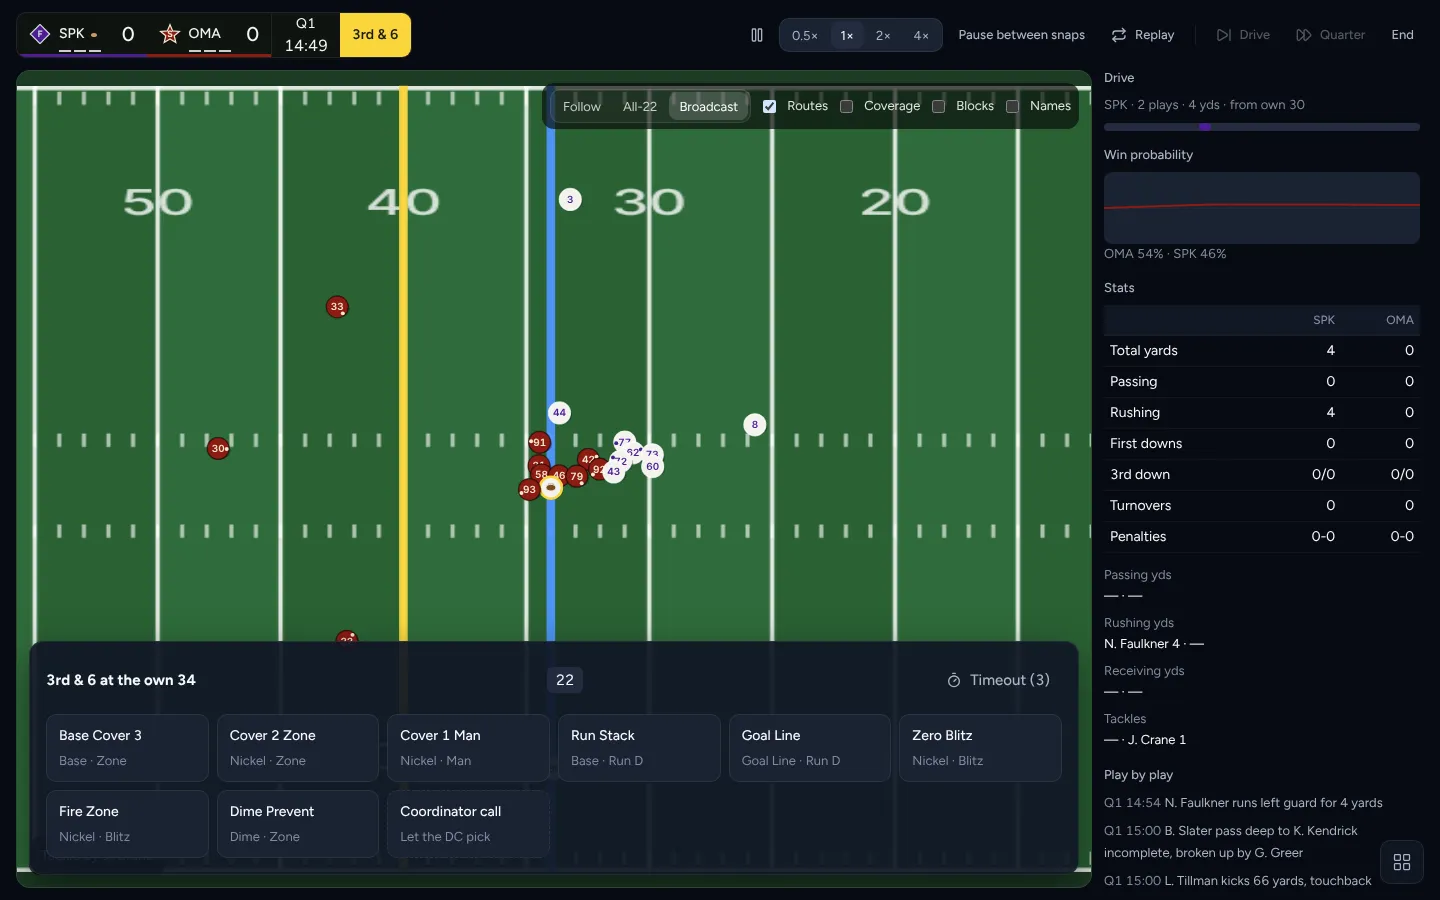 SPK 0 OMA 0 Q1 14:49 3rd & 6
0.5× 1× 2× 4× Pause between snaps Replay Drive Quarter End
Follow All-22 Broadcast Routes Coverage Blocks Names
50 40 30 20
3
33
44
8
30
91
77
62
73
42
72
60
58 46 79 92 43
93
3rd & 6 at the own 34 22 Timeout (3)
Base Cover 3
Base · Zone
Cover 2 Zone
Nickel · Zone
Cover 1 Man
Nickel · Man
Run Stack
Base · Run D
Goal Line
Goal Line · Run D
Zero Blitz
Nickel · Blitz
Fire Zone
Nickel · Blitz
Dime Prevent
Dime · Zone
Coordinator call
Let the DC pick
Drive
SPK · 2 plays · 4 yds · from own 30
Win probability
OMA 54% · SPK 46%
Stats
SPK OMA
Total yards 4 0
Passing 0 0
Rushing 4 0
First downs 0 0
3rd down 0/0 0/0
Turnovers 0 0
Penalties 0-0 0-0
Passing yds
— · —
Rushing yds
N. Faulkner 4 · —
Receiving yds
— · —
Tackles
— · J. Crane 1
Play by play
Q1 14:54 N. Faulkner runs left guard for 4 yards
Q1 15:00 B. Slater pass deep to K. Kendrick
incomplete, broken up by G. Greer
Q1 15:00 L. Tillman kicks 66 yards, touchback